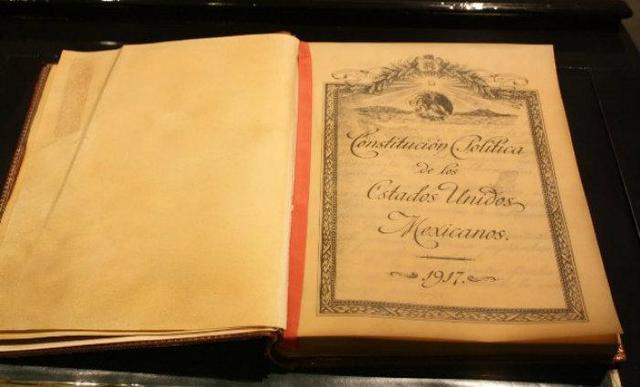 Constitución Política
de los
Estados Unidos
Mexicanos.
1917.